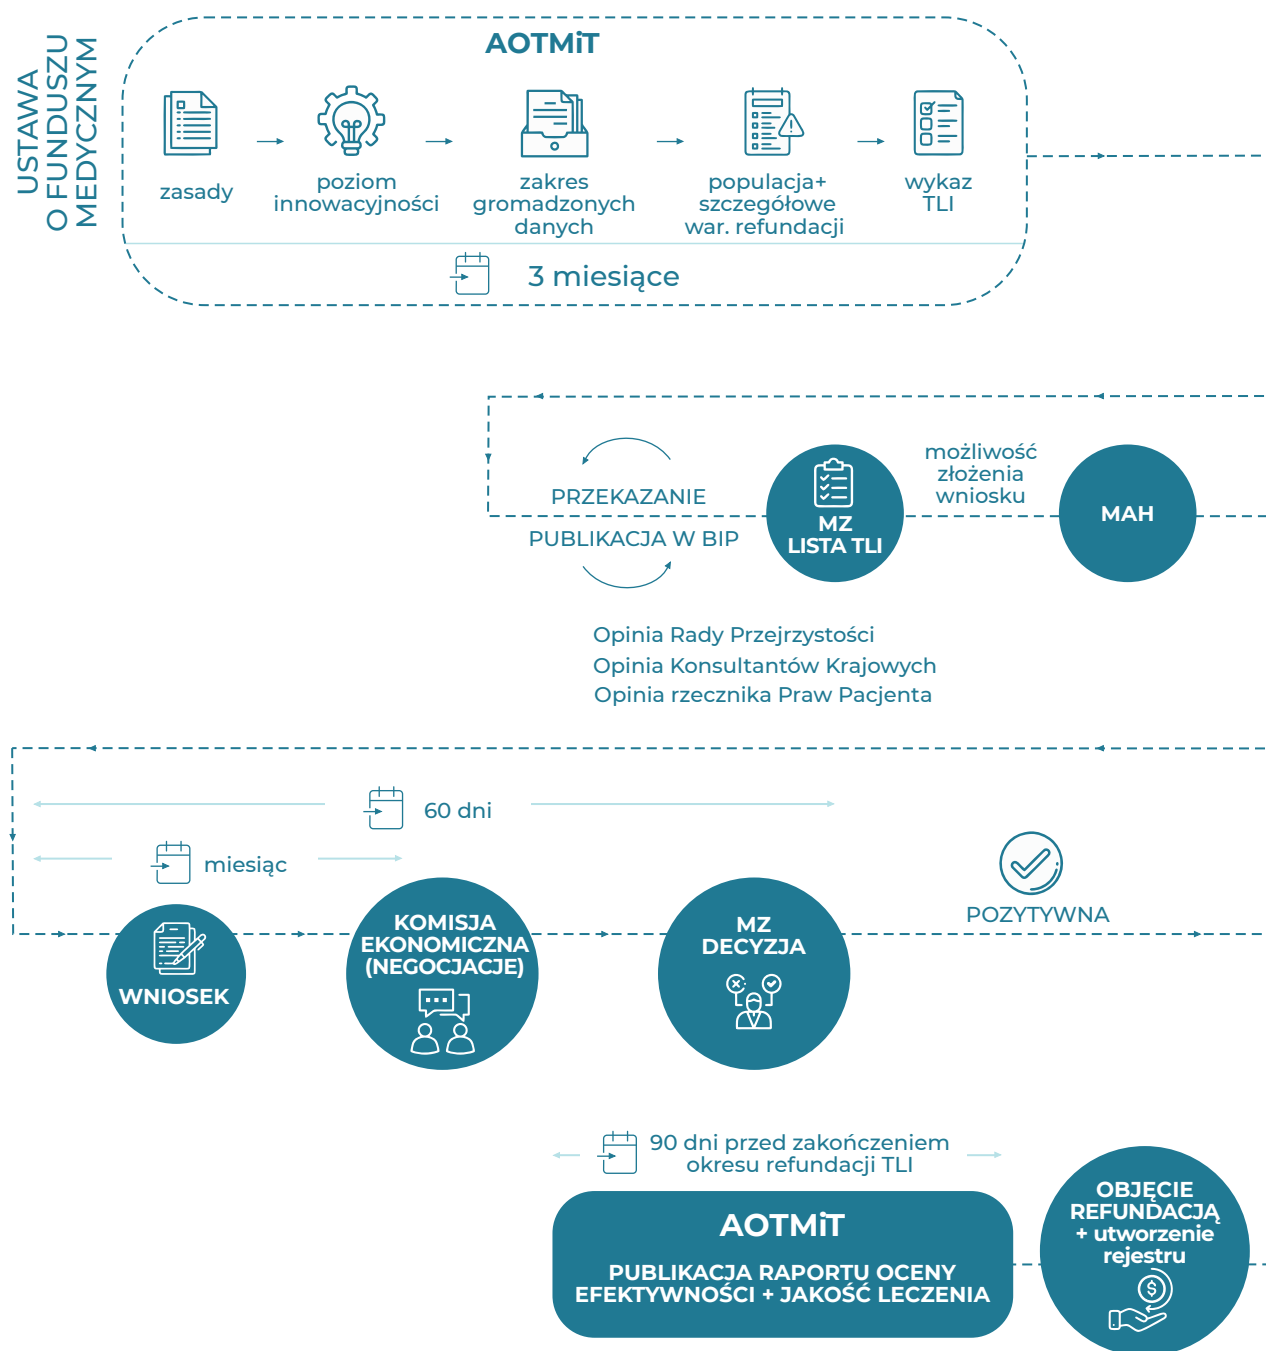 USTAWA
O FUNDUSZU
MEDYCZNYM
AOTMiT
zasady
poziom
innowacyjności
zakres
gromadzonych
danych
populacja+
szczegółowe
war. refundacji
wykaz
TLI
3 miesiące
PRZEKAZANIE
PUBLIKACJA W BIP
MZ
LISTA TLI
możliwość
złożenia
wniosku
MAH
Opinia Rady Przejrzystości
Opinia Konsultantów Krajowych
Opinia rzecznika Praw Pacjenta
60 dni
miesiąc
WNIOSEK
KOMISJA
EKONOMICZNA
(NEGOCJACJE)
MZ
DECYZJA
POZYTYWNA
90 dni przed zakończeniem
okresu refundacji TLI
AOTMiT
PUBLIKACJA RAPORTU OCENY
EFEKTYWNOŚCI + JAKOŚĆ LECZENIA
OBJĘCIE
REFUNDACJĄ
+ utworzenie
rejestru